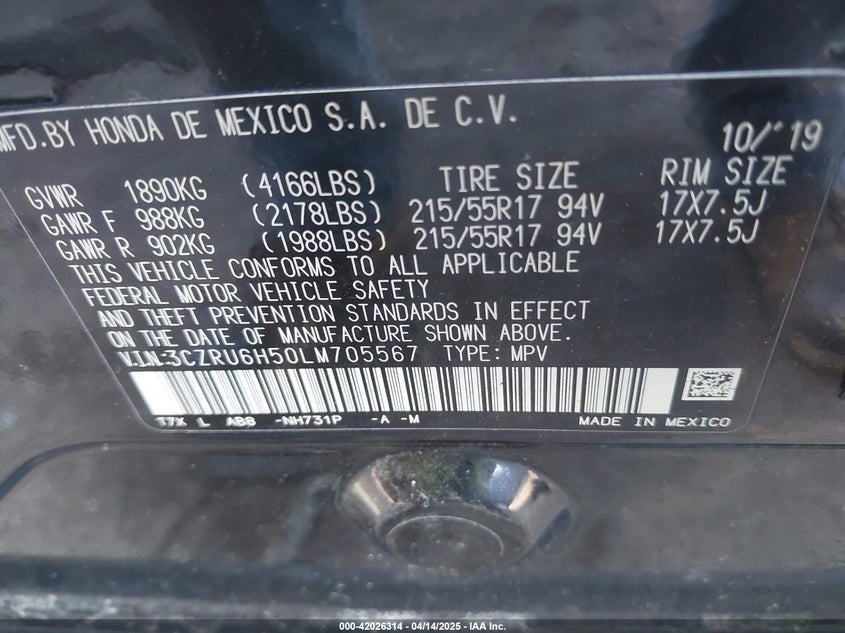 MFD.BY HONDA DE MEXICO S.A. DE C.V. 10/'19
GVWR 1890KG (4166LBS) TIRE SIZE RIM SIZE
GAWR F 988KG (2178LBS) 215/55R17 94V 17X7.5J
GAWR R 902KG (1988LBS) 215/55R17 94V 17X7.5J
THIS VEHICLE CONFORMS TO ALL APPLICABLE
FEDERAL MOTOR VEHICLE SAFETY
AND THEFT PREVENTION STANDARDS IN EFFECT
ON THE DATE OF MANUFACTURE SHOWN ABOVE.
V.I.N.3CZRU6H50LM705567 TYPE: MPV
T7X L ABB -NH731P -A -M MADE IN MEXICO
000-42026314 - 04/14/2025 - IAA Inc.